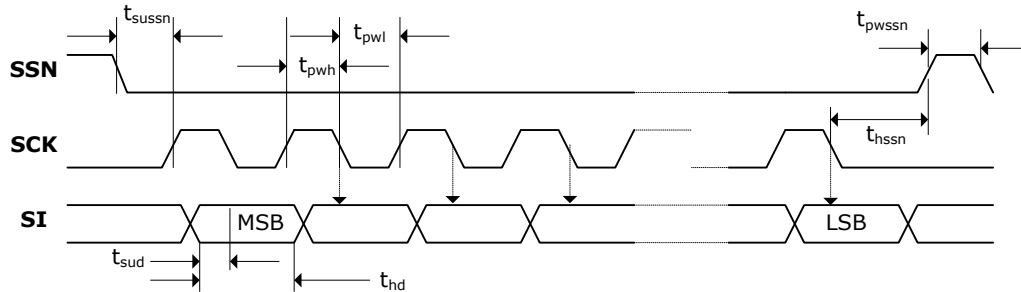 tsussn
tpwl
tpwssn
SSN
tpwh
SCK
thssn
SI
MSB
LSB
tsud
thd